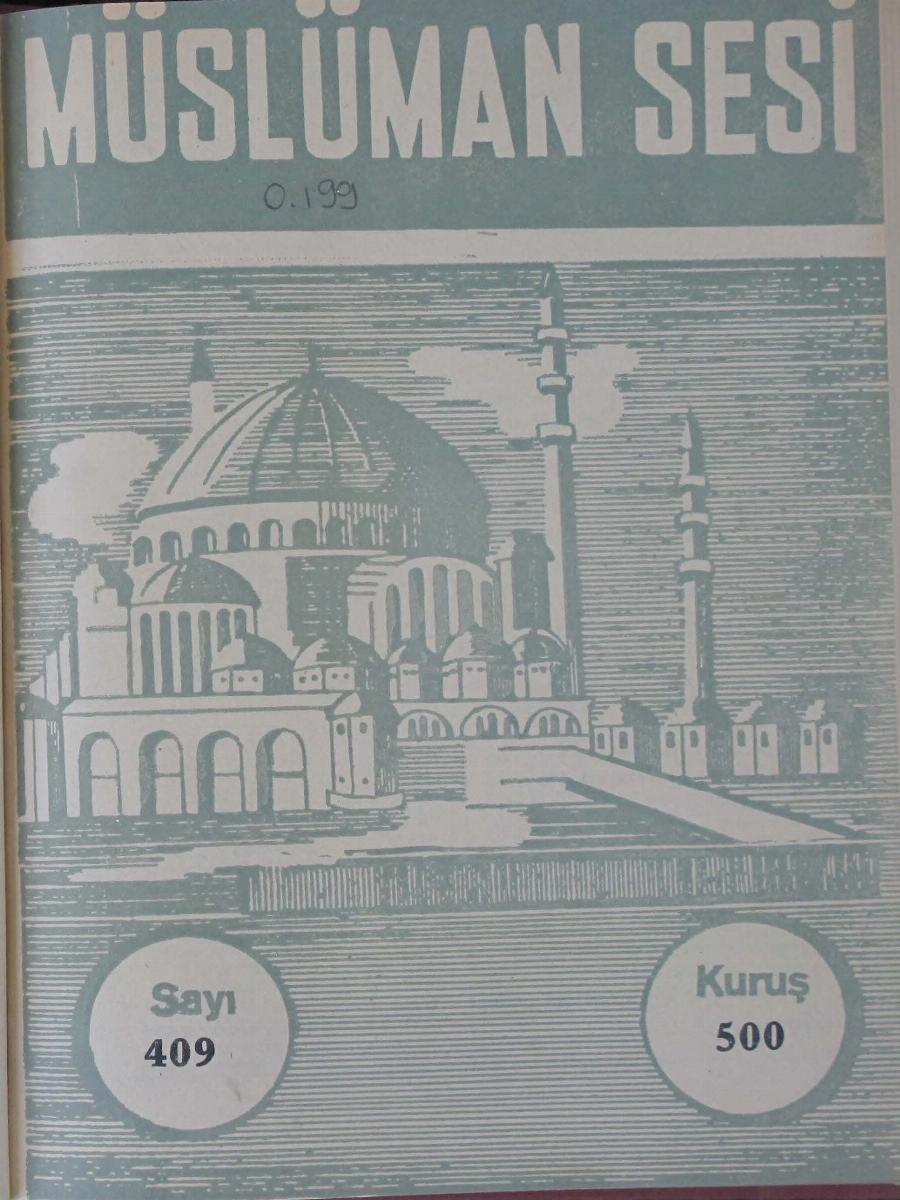 MÜSLÜMAN SESİ
0.199
Sayı
409
Kuruş
500